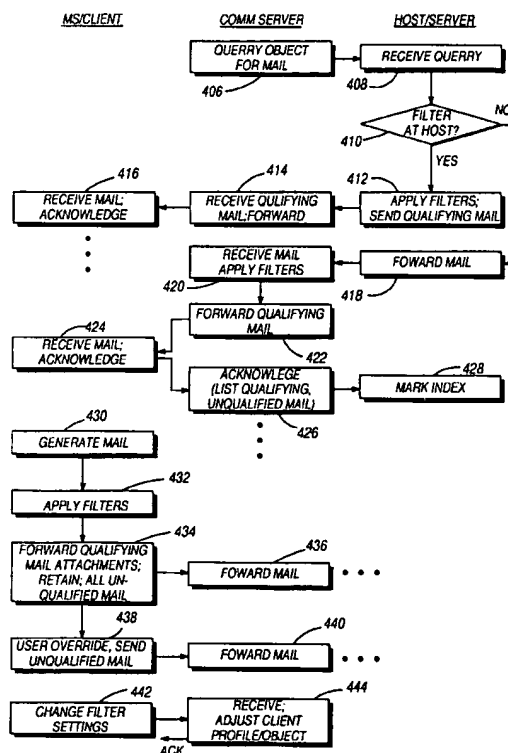 MS/CLIENT
COMM SERVER
HOST/SERVER
QUERRY OBJECT
FOR MAIL
406
RECEIVE QUERRY
408
FILTER
AT HOST?
410
NO
YES
416
RECEIVE MAIL;
ACKNOWLEDGE
414
RECEIVE QULIFYING
MAIL;FORWARD
412
APPLY FILTERS;
SEND QUALIFYING MAIL
RECEIVE MAIL
APPLY FILTERS
420
FOWARD MAIL
418
FORWARD QUALIFYING
MAIL
422
424
RECEIVE MAIL;
ACKNOWLEDGE
ACKNOWLEGE
(LIST QUALIFYING,
UNQUALIFIED MAIL)
426
428
MARK INDEX
430
GENERATE MAIL
432
APPLY FILTERS
434
FORWARD QUALIFYING
MAIL ATTACHMENTS;
RETAIN; ALL UN-
QUALIFIED MAIL
436
FOWARD MAIL
438
USER OVERRIDE, SEND
UNQUALIFIED MAIL
440
FOWARD MAIL
442
CHANGE FILTER
SETTINGS
444
RECEIVE;
ADJUST CLIENT
PROFILE/OBJECT
ACK